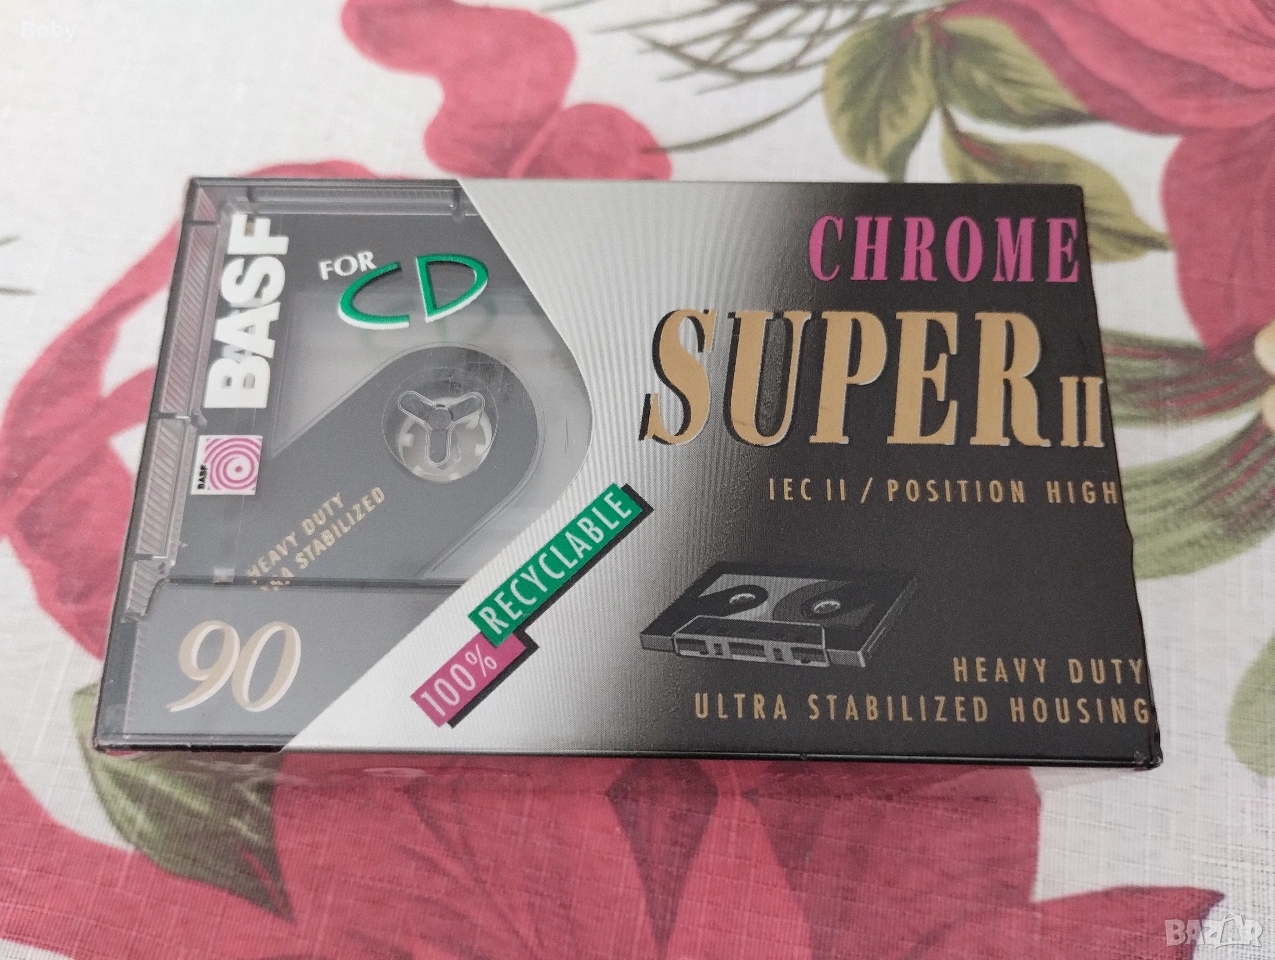 Boby
BASF
FOR
CD
CHROME
SUPER II
IEC II / POSITION HIGH
BASF
HEAVY DUTY
STABILIZED
100% RECYCLABLE
90
HEAVY DUTY
ULTRA STABILIZED HOUSING
BAZAR